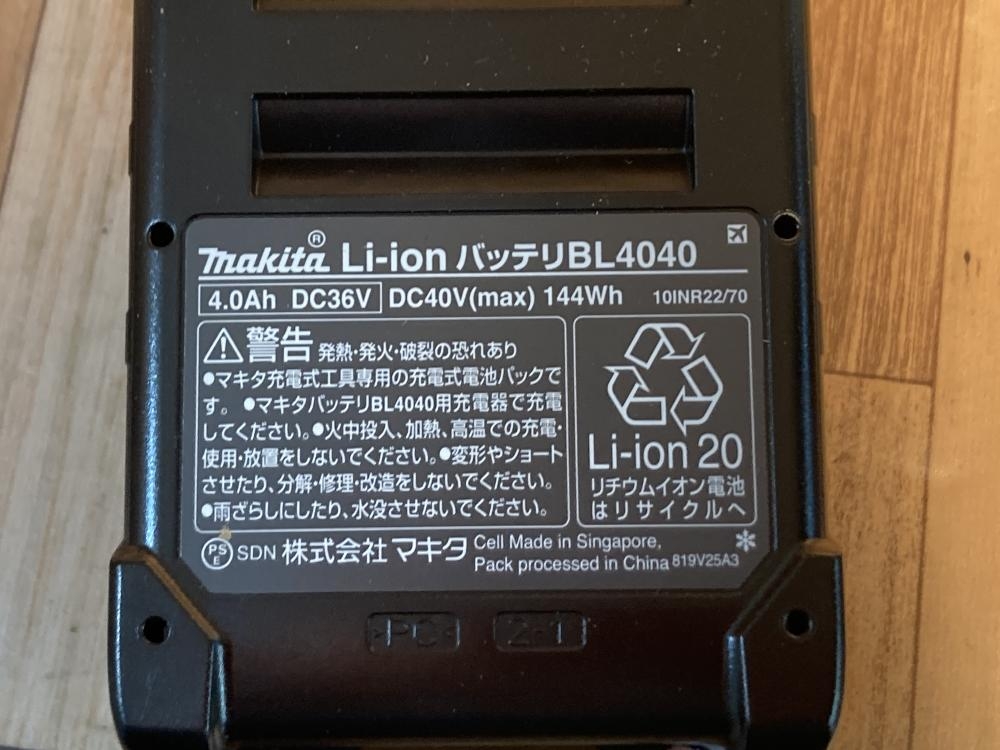 makita® Li-ion バッテリBL4040
4.0Ah DC36V DC40V(max) 144Wh 10INR22/70
警告 発熱・発火・破裂の恐れあり
●マキタ充電式工具専用の充電式電池パックで
す。●マキタバッテリBL4040用充電器で充電
してください。●火中投入、加熱、高温での充電・
使用・放置をしないでください。●変形やショート
させたり、分解・修理・改造をしないでください。
●雨ざらしにしたり、水没させないでください。
Li-ion 20
リチウムイオン電池
はリサイクルへ
PSE SDN 株式会社 マキタ
Cell Made in Singapore,
Pack processed in China 819V25A3
>PC<
2-1